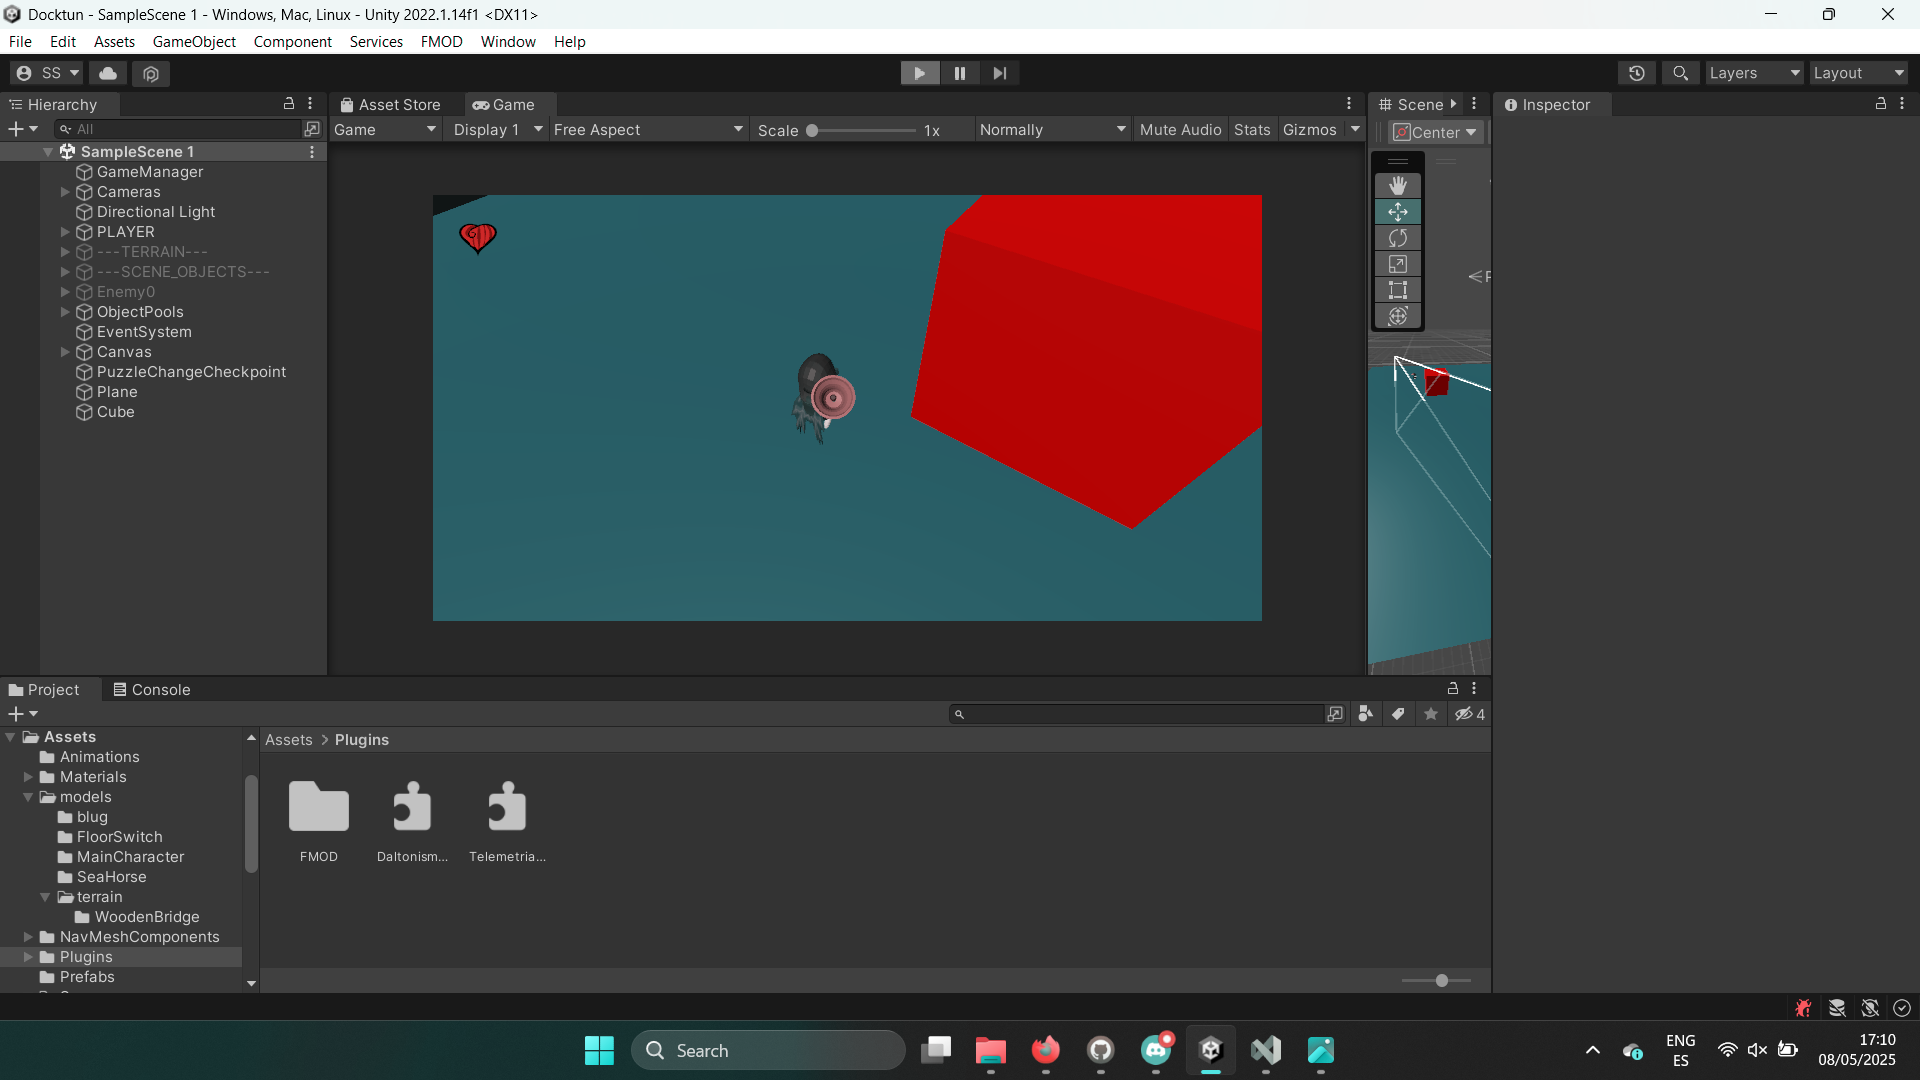 Docktun - SampleScene 1 - Windows, Mac, Linux - Unity 2022.1.14f1 <DX11>
File Edit Assets GameObject Component Services FMOD Window Help
SS Layers Layout
Hierarchy
All
SampleScene 1
GameManager
Cameras
Directional Light
PLAYER
---TERRAIN---
---SCENE_OBJECTS---
Enemy0
ObjectPools
EventSystem
Canvas
PuzzleChangeCheckpoint
Plane
Cube
Asset Store Game
Game Display 1 Free Aspect Scale 1x Normally Mute Audio Stats Gizmos
Scene
Center
Inspector
Project Console
4
Assets
Animations
Materials
models
blug
FloorSwitch
MainCharacter
SeaHorse
terrain
WoodenBridge
NavMeshComponents
Plugins
Prefabs
Assets > Plugins
FMOD Daltonism... Telemetria...
Search
ENG
ES
17:10
08/05/2025